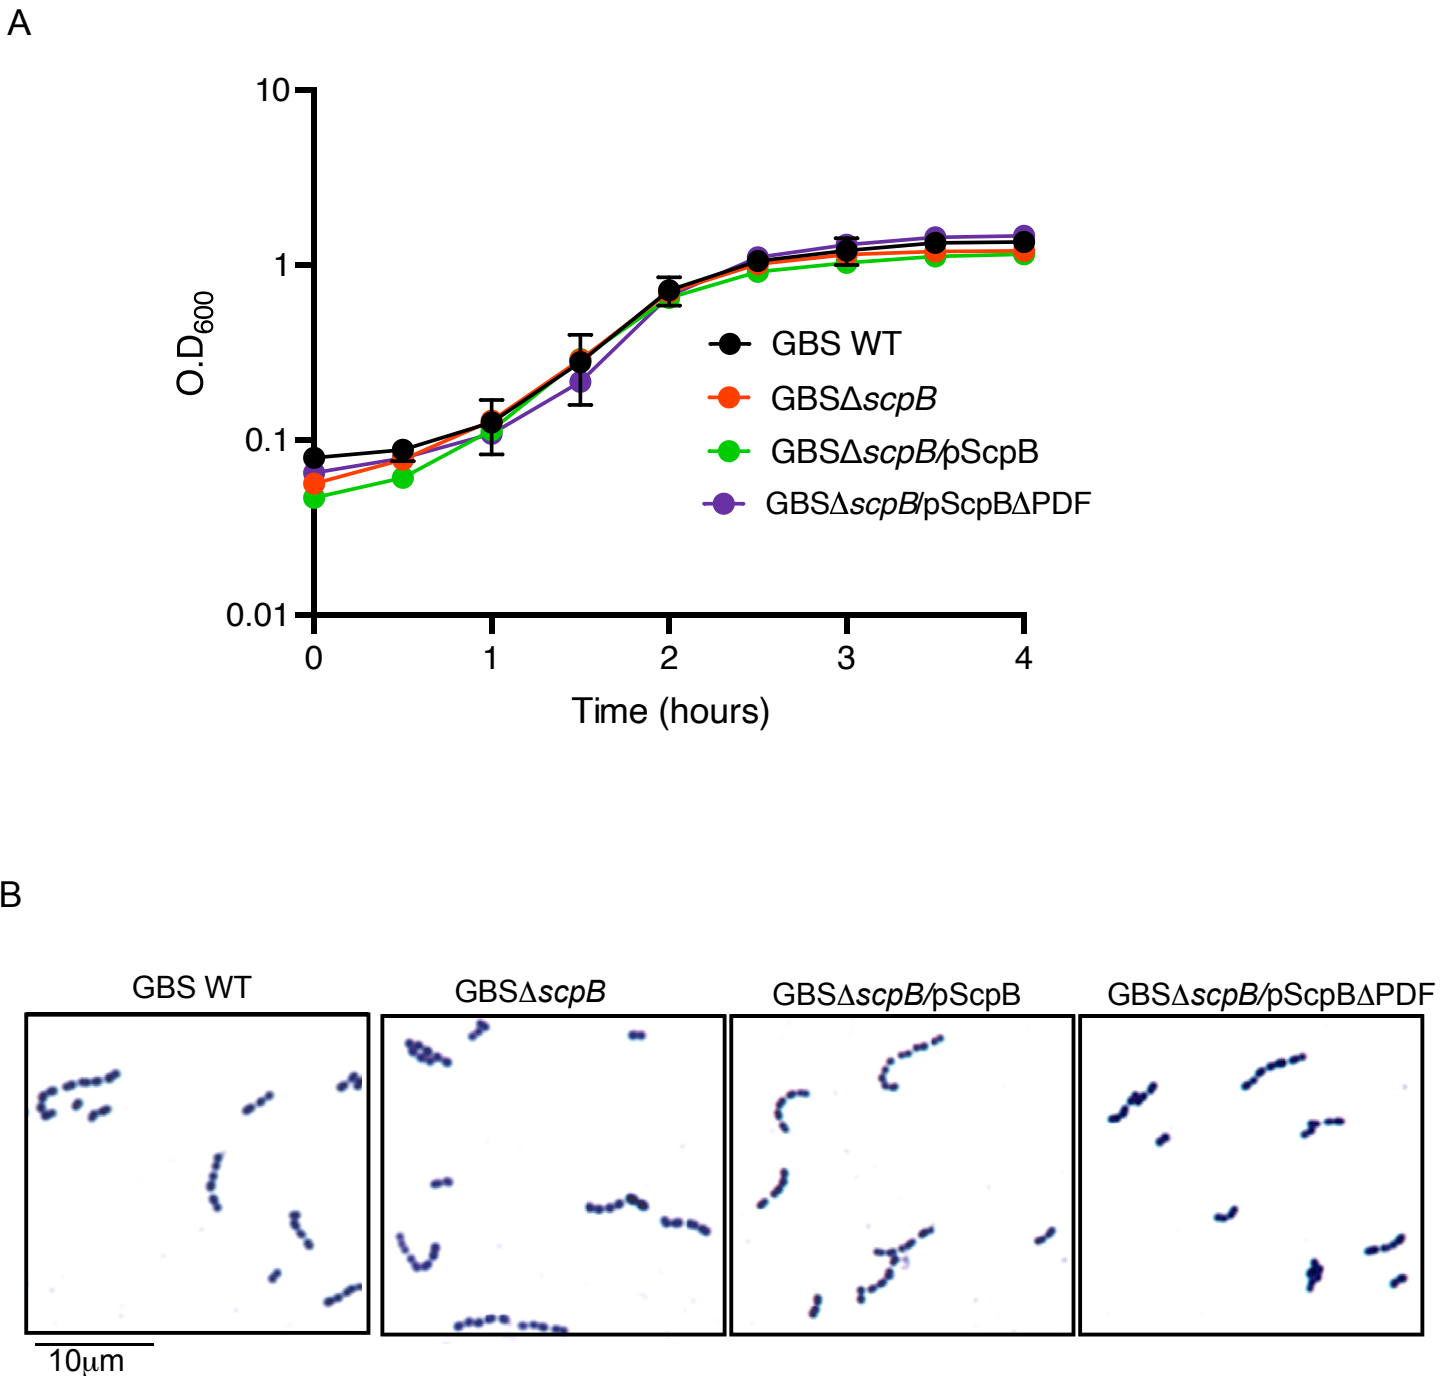 A
10
1
0.1
0.01
O.D600
0 1 2 3 4
Time (hours)
GBS WT
GBSΔscpB
GBSΔscpB/pScpB
GBSΔscpB/pScpBΔPDF
B
GBS WT GBSΔscpB GBSΔscpB/pScpB GBSΔscpB/pScpBΔPDF
10μm